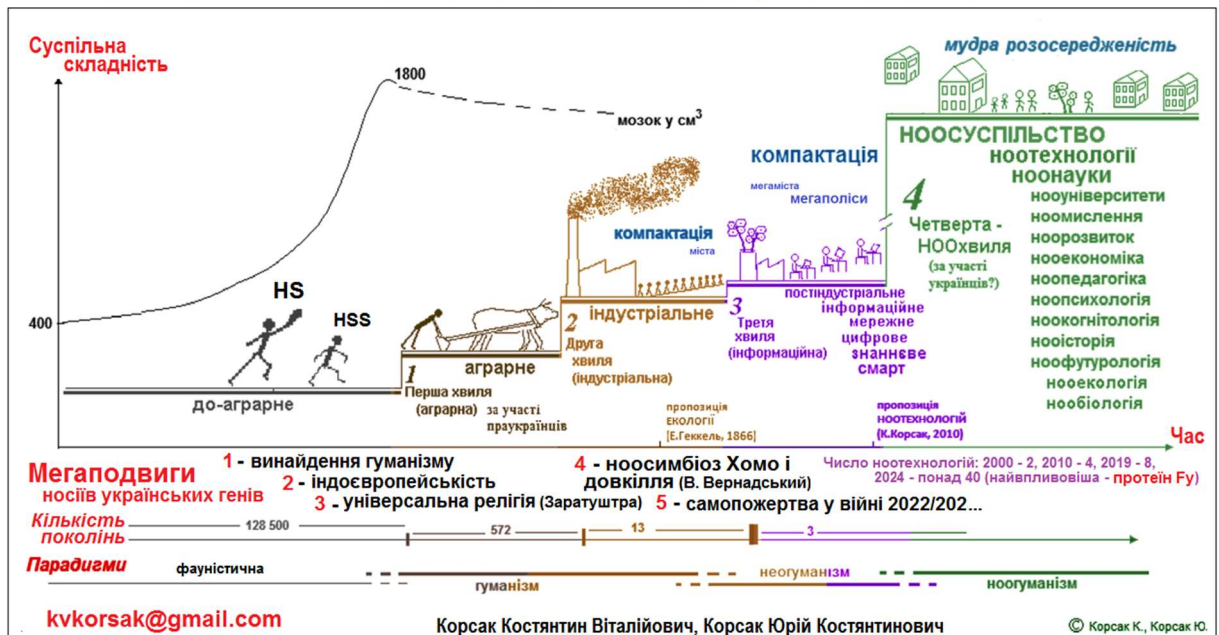 Суспільна
складність
1800
мозок у см³
400
HS
HSS
до-аграрне
1
Перша хвиля
(аграрна)
за участі
праукраїнців
аграрне
2
Друга
хвиля
(індустріальна)
індустріальне
компактація
міста
3
Третя
хвиля
(інформаційна)
постіндустріальне
інформаційне
мережне
цифрове
знаннєве
смарт
компактація
мегаміста
мегаполіси
мудра розосередженість
НООСУСПІЛЬСТВО
ноотехнології
ноонауки
4
Четверта -
НООхвиля
(за участі
українців?)
нооуніверситети
ноомислення
ноорозвиток
нооекономіка
ноопедагогіка
ноопсихологія
ноокогнітологія
нооісторія
ноофутурологія
нооекологія
нообіологія
пропозиція
ЕКОЛОГІЇ
[Е.Геккель, 1866]
пропозиція
НООТЕХНОЛОГІЙ
(К.Корсак, 2010)
Час
Мегаподвиги
носіїв українських генів
1 - винайдення гуманізму
2 - індоєвропейськість
3 - універсальна релігія (Заратуштра)
4 - ноосимбіоз Хомо і
довкілля (В. Вернадський)
5 - самопожертва у війні 2022/202...
Число ноотехнологій: 2000 - 2, 2010 - 4, 2019 - 8,
2024 - понад 40 (найвпливовіша - протеїн Fy)
Кількість
поколінь
128 500
572
13
3
Парадигми
фауністична
гуманізм
неогуманізм
ноогуманізм
kvkorsak@gmail.com
Корсак Костянтин Віталійович, Корсак Юрій Костянтинович
© Корсак К., Корсак Ю.